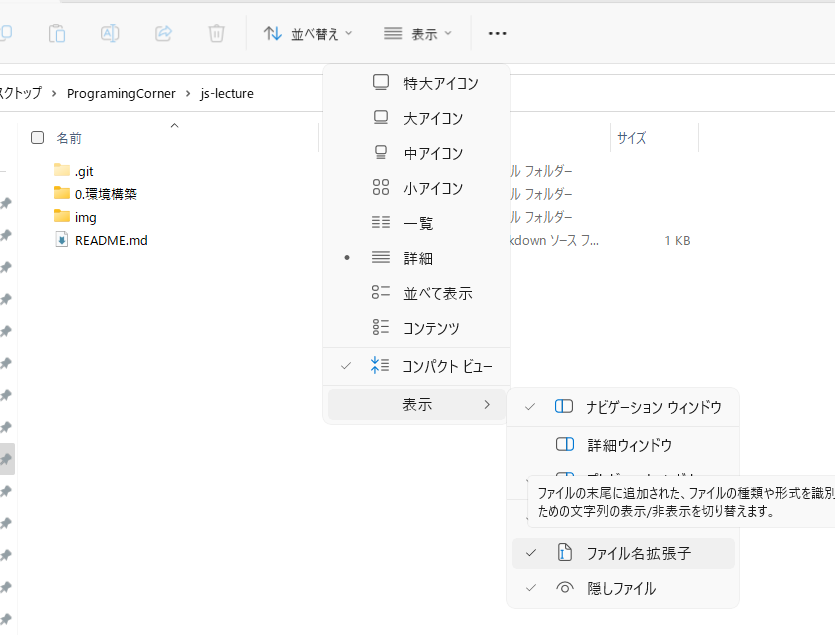 並べ替え
表示
クトップ > ProgramingCorner > js-lecture
名前
サイズ
.git
ル フォルダー
0.環境構築
ル フォルダー
img
ル フォルダー
README.md
kdown ソース フ...
1 KB
特大アイコン
大アイコン
中アイコン
小アイコン
一覧
詳細
並べて表示
コンテンツ
コンパクト ビュー
表示
ナビゲーション ウィンドウ
詳細ウィンドウ
ファイルの末尾に追加された、ファイルの種類や形式を識別
ための文字列の表示/非表示を切り替えます。
ファイル名拡張子
隠しファイル